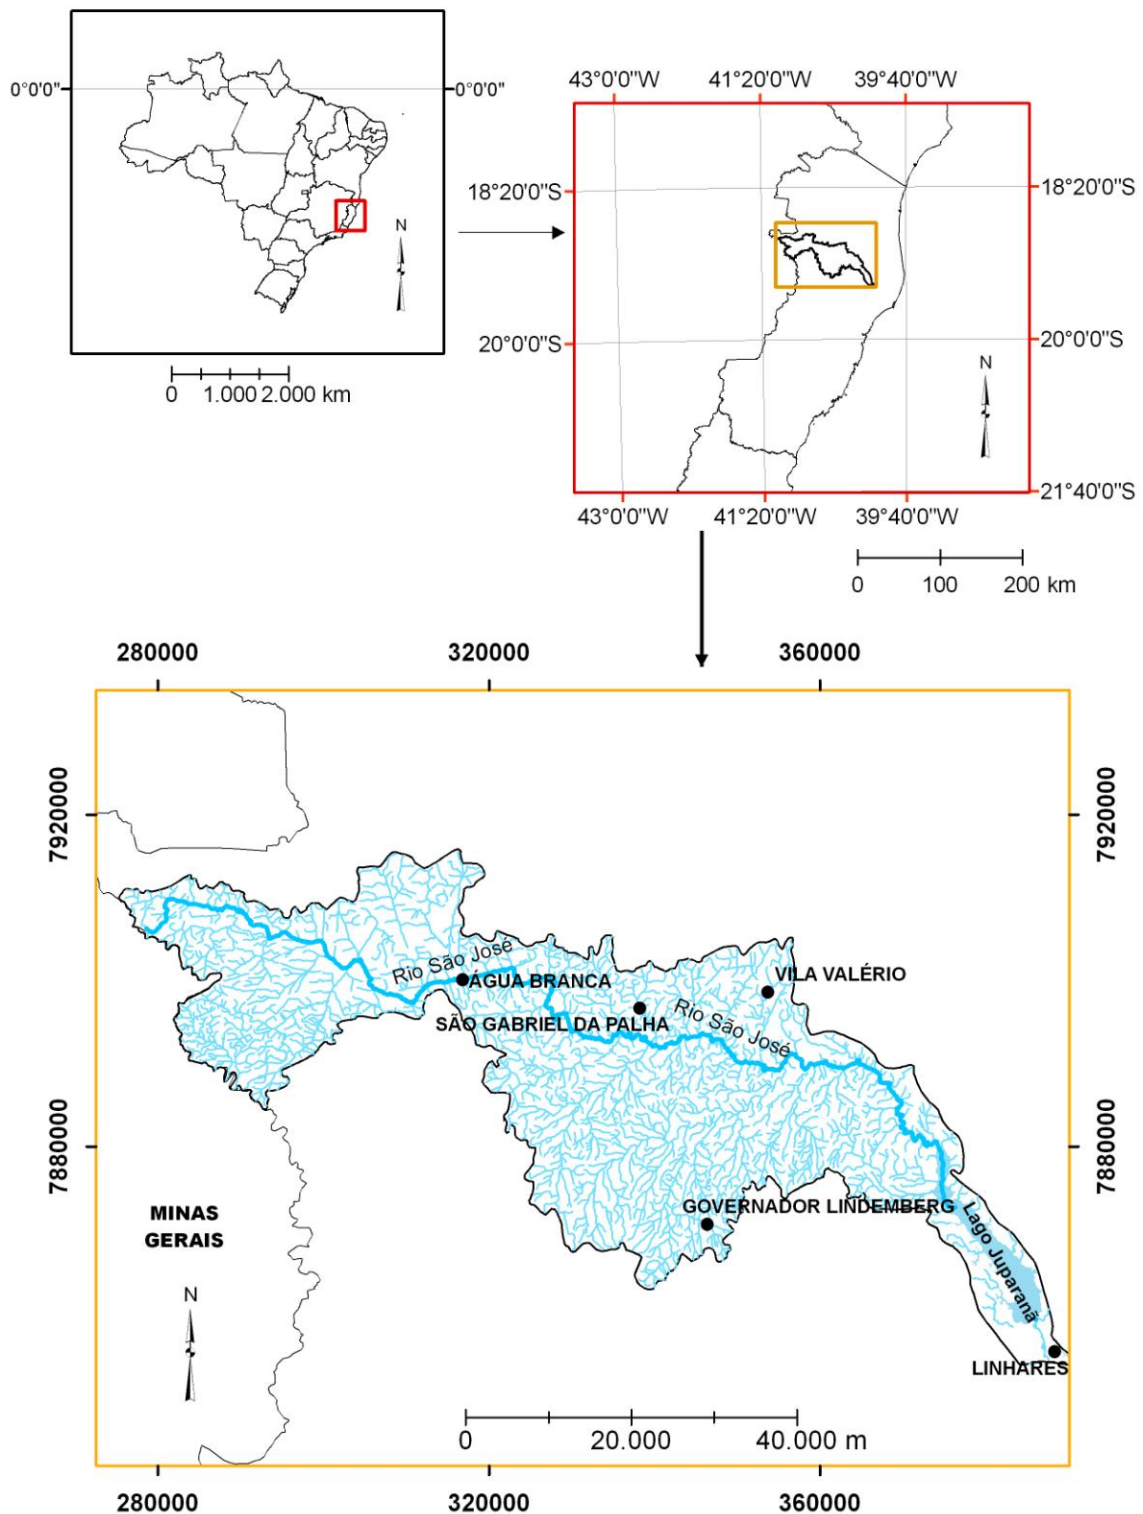 0°0'0"
0°0'0"
N
0 1.000 2.000 km
43°0'0"W 41°20'0"W 39°40'0"W
18°20'0"S
18°20'0"S
20°0'0"S
20°0'0"S
N
21°40'0"S
43°0'0"W 41°20'0"W 39°40'0"W
0 100 200 km
280000 320000 360000
7920000
7920000
Rio São José
ÁGUA BRANCA
VILA VALÉRIO
SÃO GABRIEL DA PALHA
Rio São José
7880000
7880000
MINAS
GERAIS
GOVERNADOR LINDEMBERG
Lago Juparanã
N
LINHARES
0 20.000 40.000 m
280000 320000 360000